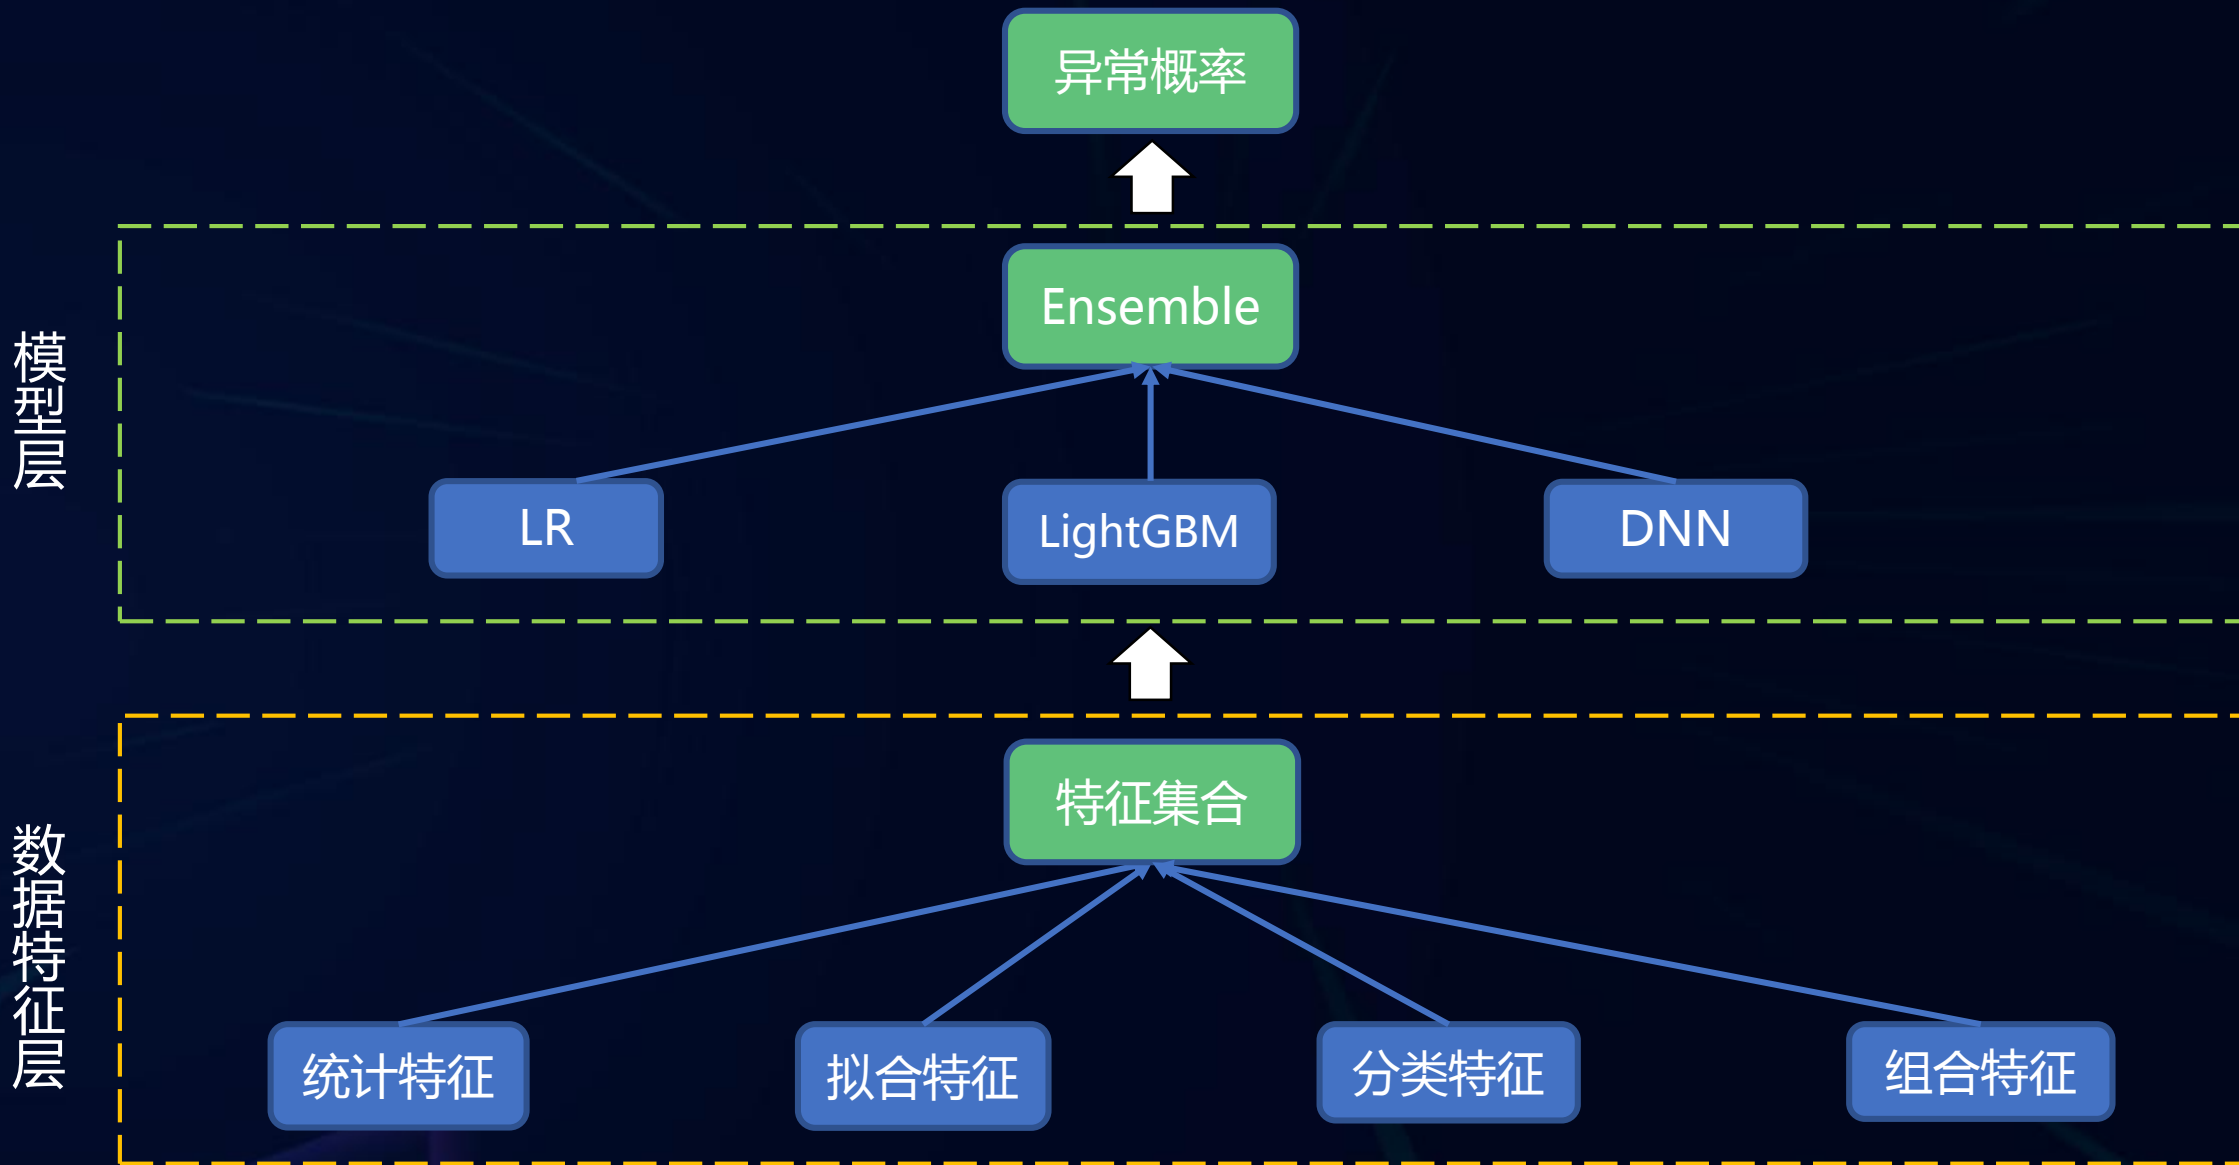 异常概率
模型层
Ensemble
LR
LightGBM
DNN
数据特征层
特征集合
统计特征
拟合特征
分类特征
组合特征